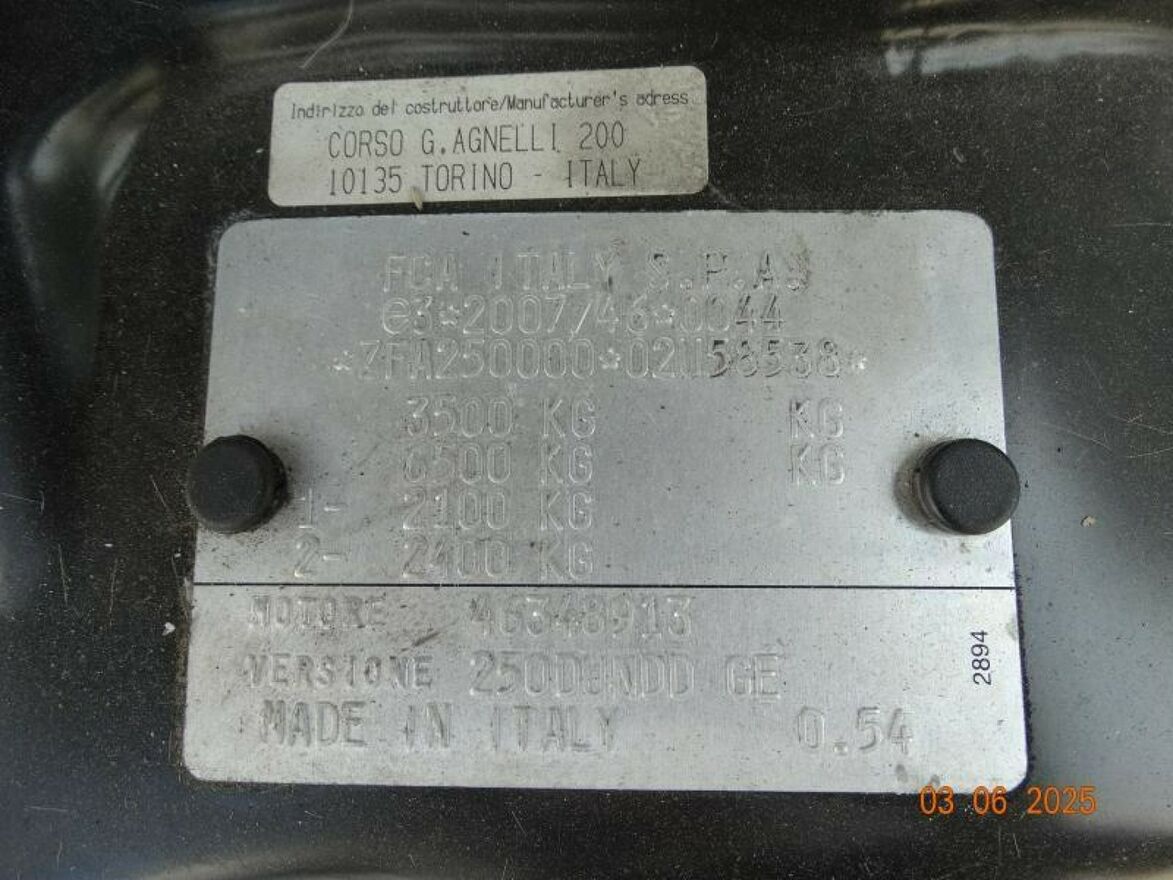 Indirizzo del costruttore/Manufacturer's adress
CORSO G.AGNELLI 200
10135 TORINO - ITALY
FCA ITALY S.P.A.
e3*2007/46*0044
3500 KG KG
6500 KG KG
1- 2100 KG
2- 2400 KG
MOTORE 46348913
VERSIONE GE
2894
MADE IN ITALY 0.54
03 06 2025